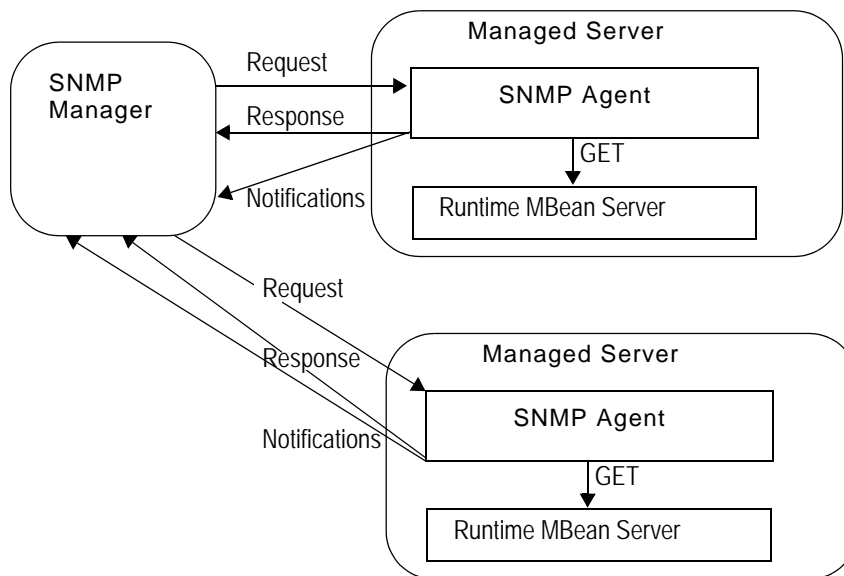 SNMP
Manager
Request
Response
Notifications
Managed Server
SNMP Agent
GET
Runtime MBean Server
Request
Response
Notifications
Managed Server
SNMP Agent
GET
Runtime MBean Server